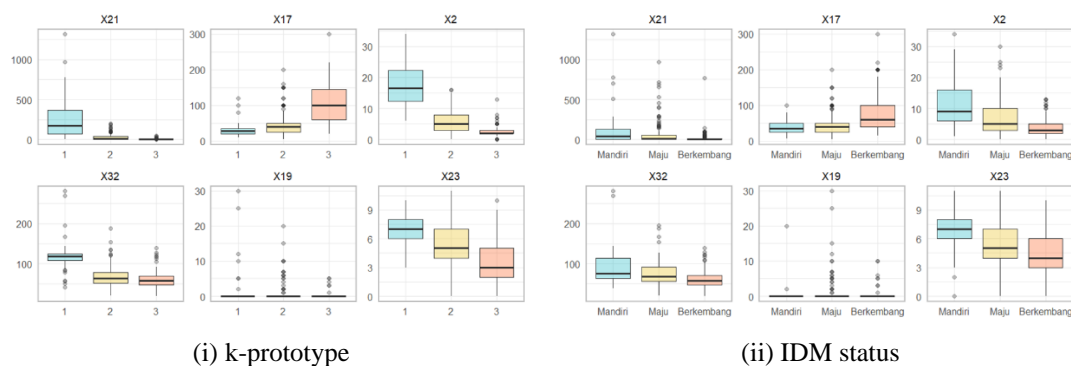 X21 X17 X2 X21 X17 X2
1000 500 0 300 200 100 0 30 20 10 0 1000 500 0 300 200 100 0 30 20 10 0
1 2 3 1 2 3 1 2 3 Mandiri Maju Berkembang Mandiri Maju Berkembang Mandiri Maju Berkembang
X32 X19 X23 X32 X19 X23
200 100 30 20 10 0 9 6 3 0 200 100 30 20 10 0 9 6 3 0
1 2 3 1 2 3 1 2 3 Mandiri Maju Berkembang Mandiri Maju Berkembang Mandiri Maju Berkembang
(i) k-prototype (ii) IDM status